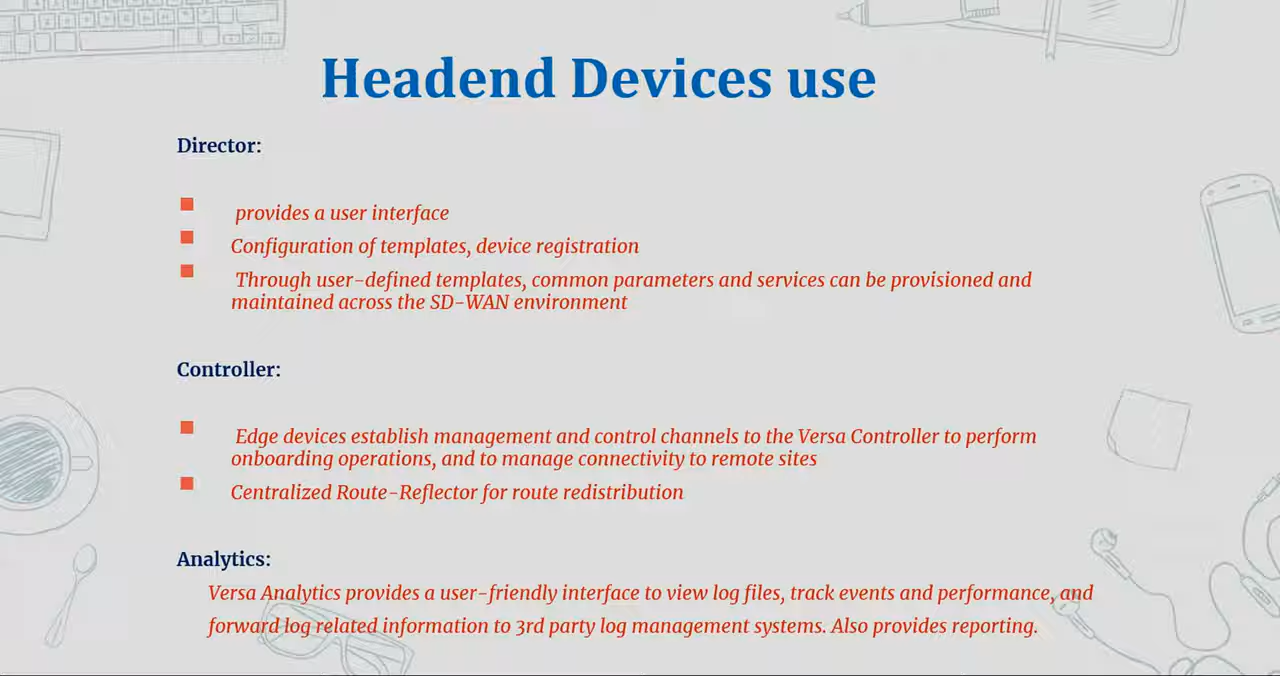 Headend Devices use
Director:
provides a user interface
Configuration of templates, device registration
Through user-defined templates, common parameters and services can be provisioned and
maintained across the SD-WAN environment
Controller:
Edge devices establish management and control channels to the Versa Controller to perform
onboarding operations, and to manage connectivity to remote sites
Centralized Route-Reflector for route redistribution
Analytics:
Versa Analytics provides a user-friendly interface to view log files, track events and performance, and
forward log related information to 3rd party log management systems. Also provides reporting.